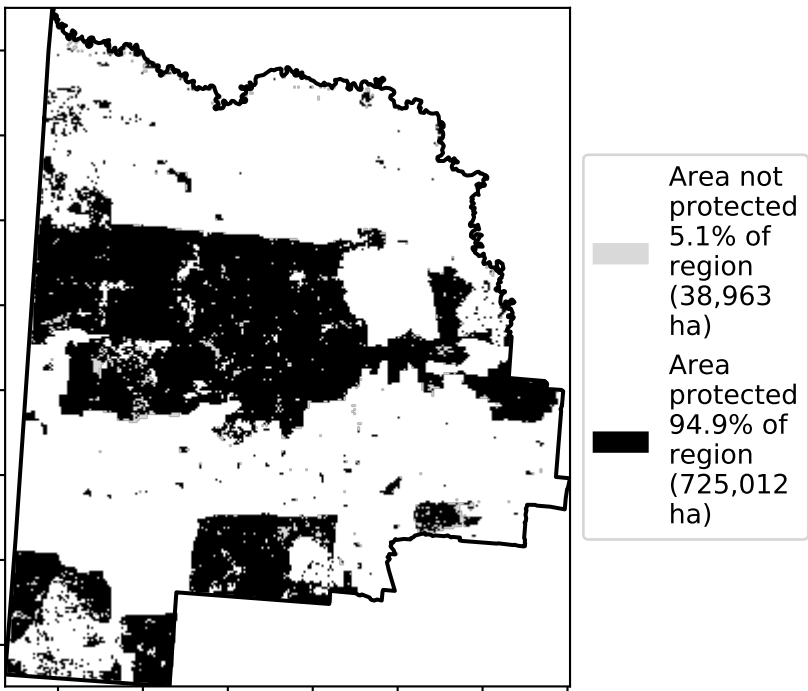 Area not
protected
5.1% of
region
(38,963
ha)
Area
protected
94.9% of
region
(725,012
ha)